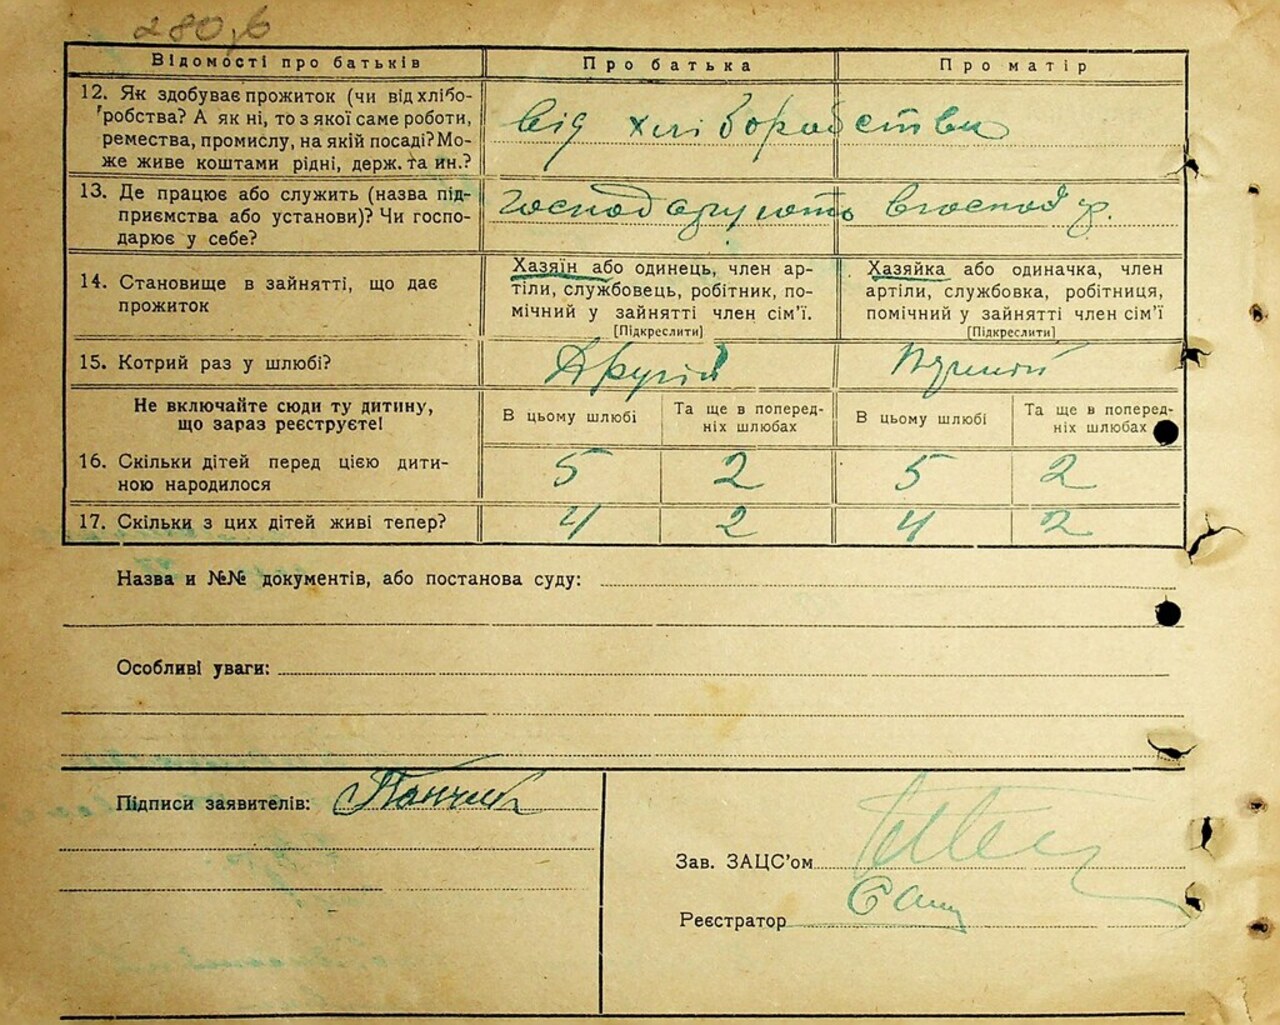 280 б
Відомості про батьків Про батька Про матір
12. Як здобуває прожиток (чи від хлібо-
робства? А як ні, то з якої саме роботи,
ремества, промислу, на якій посаді? Мо-
же живе коштами рідні, держ. та ин.?
від хліборобства
13. Де працює або служить (назва під-
приємства або установи)? Чи госпо-
дарює у себе?
господарують в господ
14. Становище в зайнятті, що дає
прожиток
Хазяїн або одинець, член ар-
тіли, службовець, робітник, по-
мічний у зайнятті член сім'ї.
[Підкреслити]
Хазяйка або одиначка, член
артіли, службовка, робітниця,
помічний у зайнятті член сім'ї
[Підкреслити]
15. Котрий раз у шлюбі? Другій
Не включайте сюди ту дитину,
що зараз реєструєте!
В цьому шлюбі
Та ще в поперед-
ніх шлюбах
В цьому шлюбі
Та ще в поперед-
ніх шлюбах
16. Скільки дітей перед цією дити-
ною народилося
5 2 5 2
17. Скільки з цих дітей живі тепер? 4 2 4 2
Назва и №№ документів, або постанова суду:
Особливі уваги:
Підписи заявителів:
Зав. ЗАЦС'ом
Реєстратор